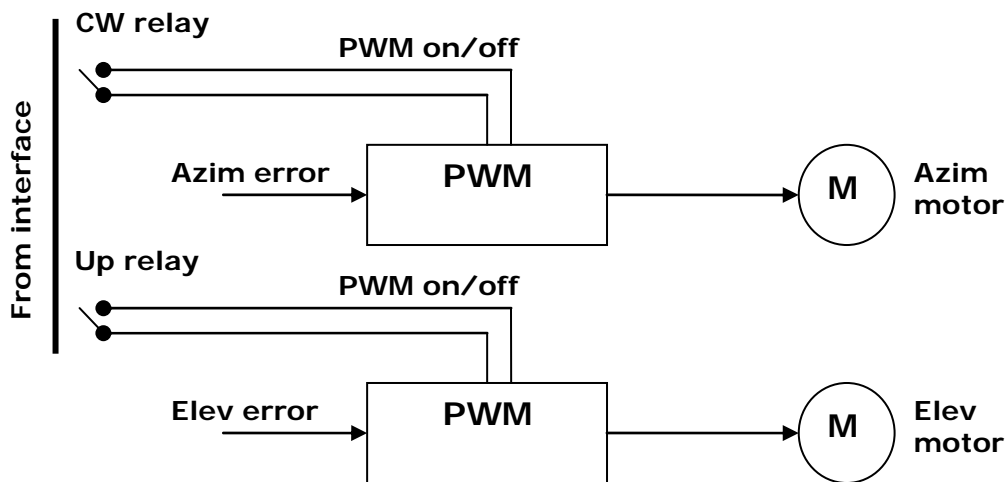 CW relay
PWM on/off
From interface
Azim error
PWM
M
Azim
motor
Up relay
PWM on/off
Elev error
PWM
M
Elev
motor